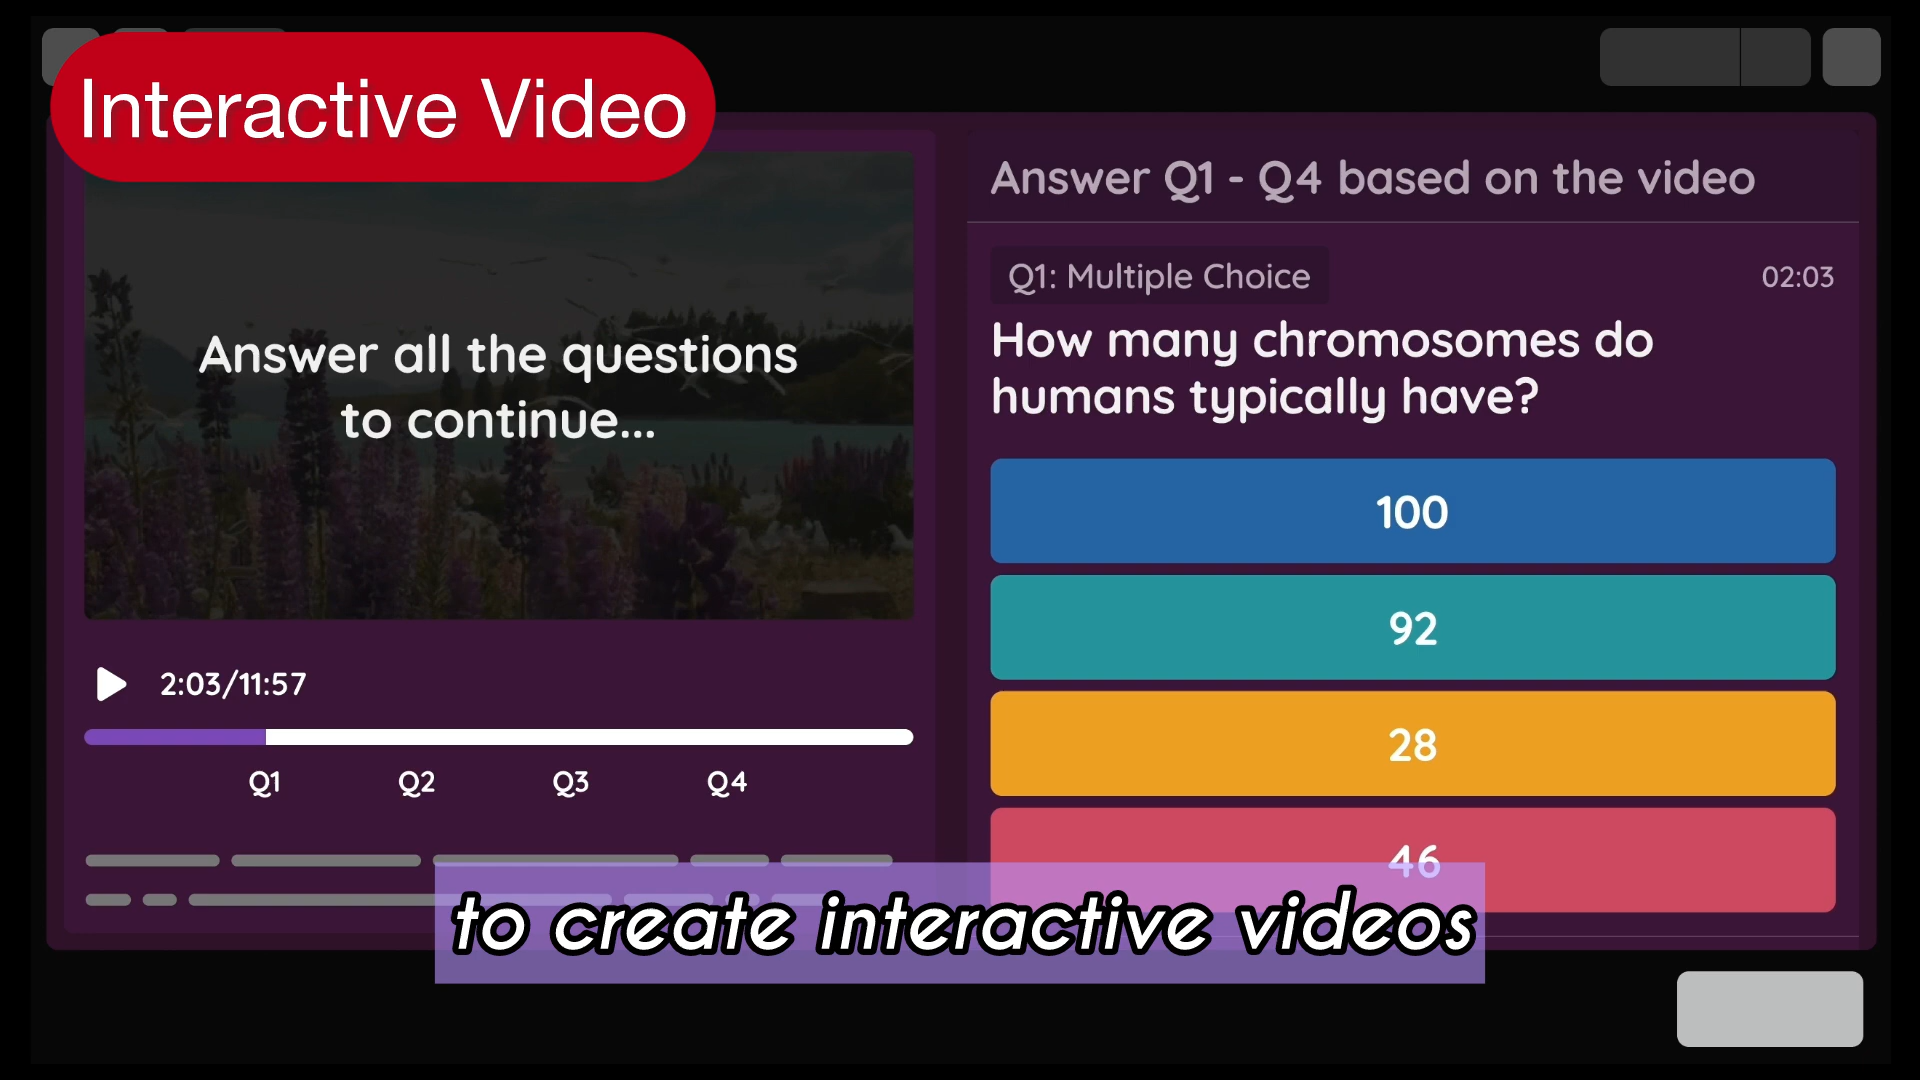 Interactive Video
Answer all the questions
to continue...
2:03/11:57
Q1 Q2 Q3 Q4
Answer Q1 - Q4 based on the video
Q1: Multiple Choice
02:03
How many chromosomes do
humans typically have?
100
92
28
46
to create interactive videos